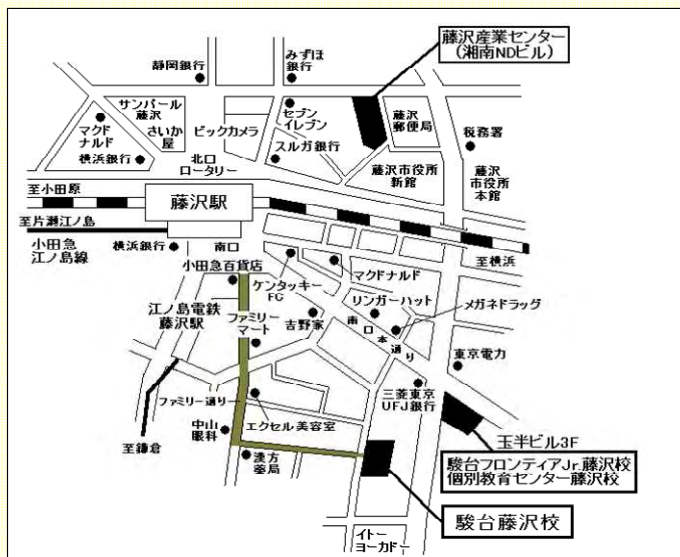 藤沢産業センター
(湘南NDビル)
静岡銀行
みずほ
銀行
サンパール
藤沢
さいか
屋
マクド
ナルド
横浜銀行
ビックカメラ
セブン
イレブン
スルガ銀行
藤沢
郵便局
税務署
北口
ロータリー
藤沢市役所
新館
藤沢
市役所
本館
至小田原
藤沢駅
至片瀬江ノ島
小田急
江ノ島線
横浜銀行
南口
至横浜
小田急百貨店
ケンタッキー
FC
マクドナルド
江ノ島電鉄
藤沢駅
ファミリー
マート
吉野家
リンガーハット
メガネドラッグ
南口本通り
東京電力
三菱東京
UFJ銀行
ファミリー通り
エクセル美容室
中山
眼科
漢方
薬局
至鎌倉
玉半ビル3F
駿台フロンティアJr.藤沢校
個別教育センター藤沢校
駿台藤沢校
イトー
ヨーカドー